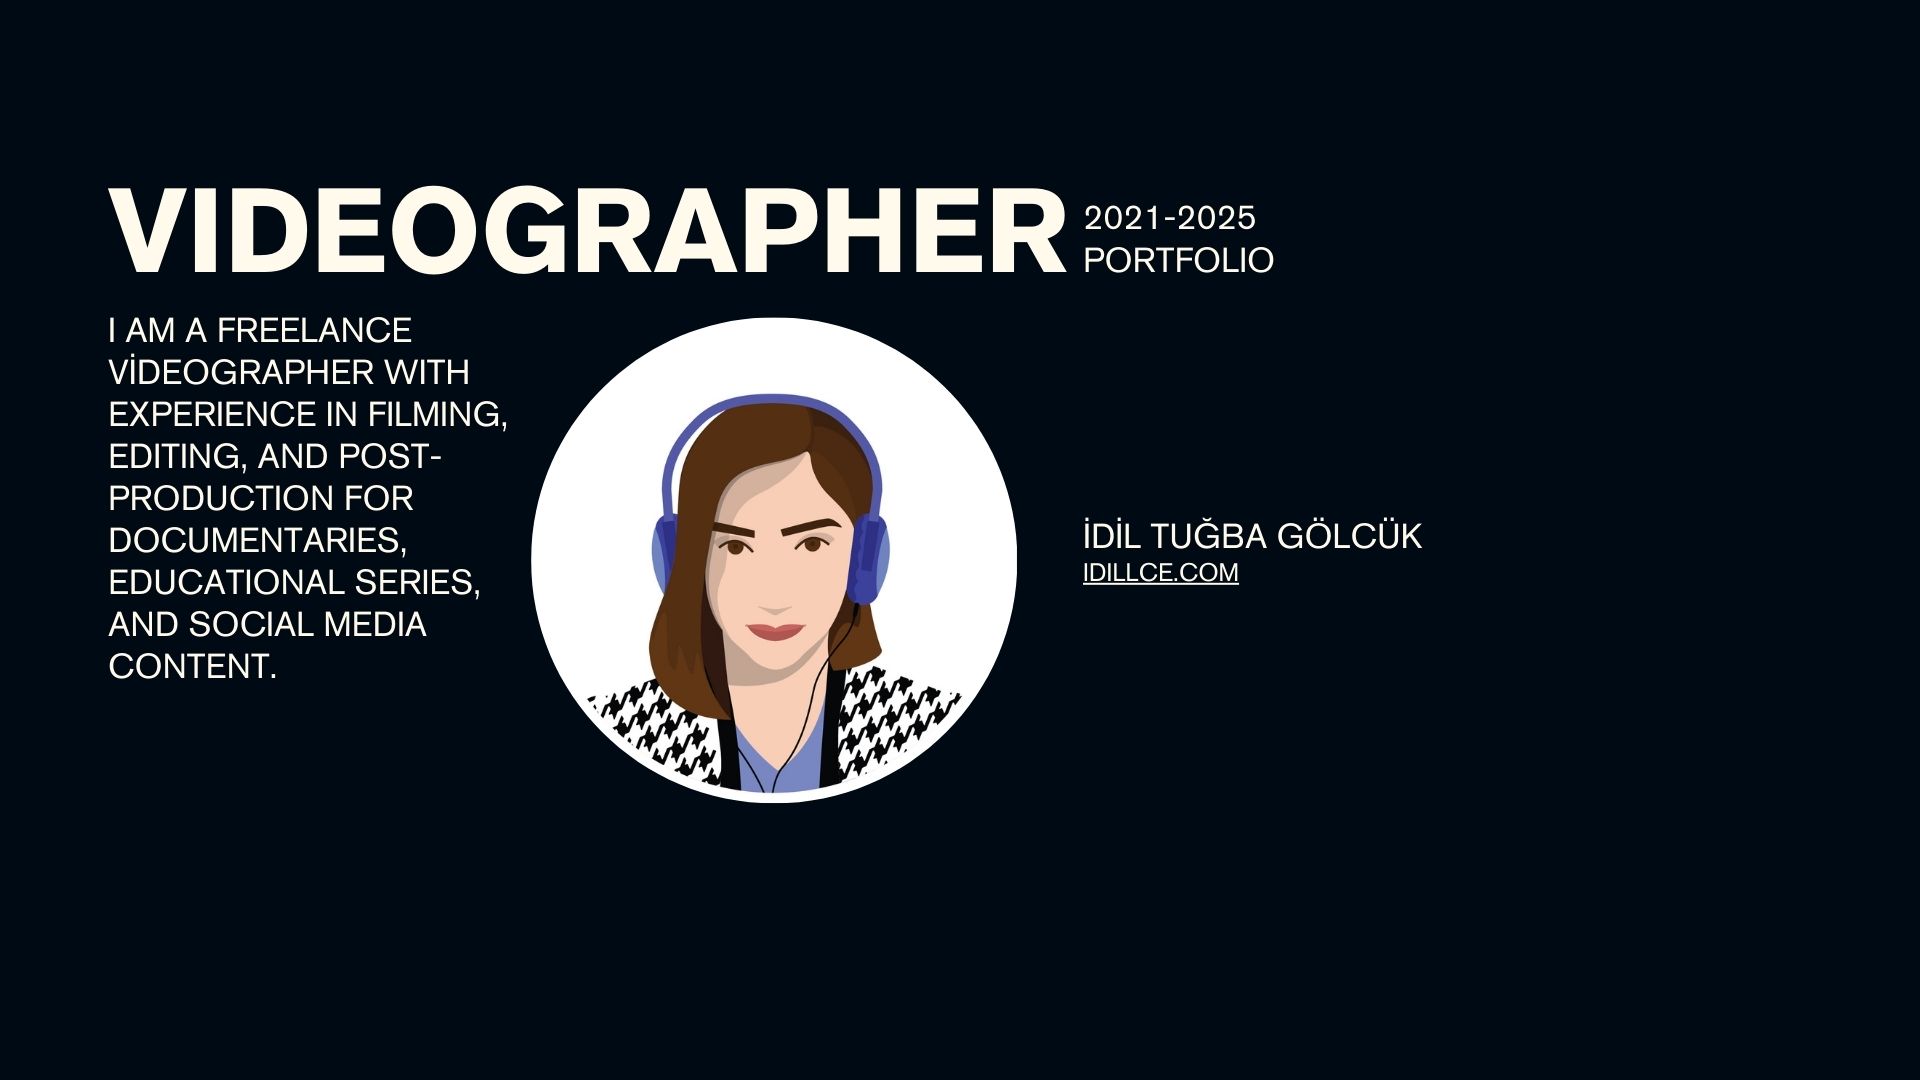 VIDEOGRAPHER
2021-2025
PORTFOLIO
I AM A FREELANCE
VİDEOGRAPHER WITH
EXPERIENCE IN FILMING,
EDITING, AND POST-
PRODUCTION FOR
DOCUMENTARIES,
EDUCATIONAL SERIES,
AND SOCIAL MEDIA
CONTENT.
İDİL TUĞBA GÖLCÜK
IDILLCE.COM